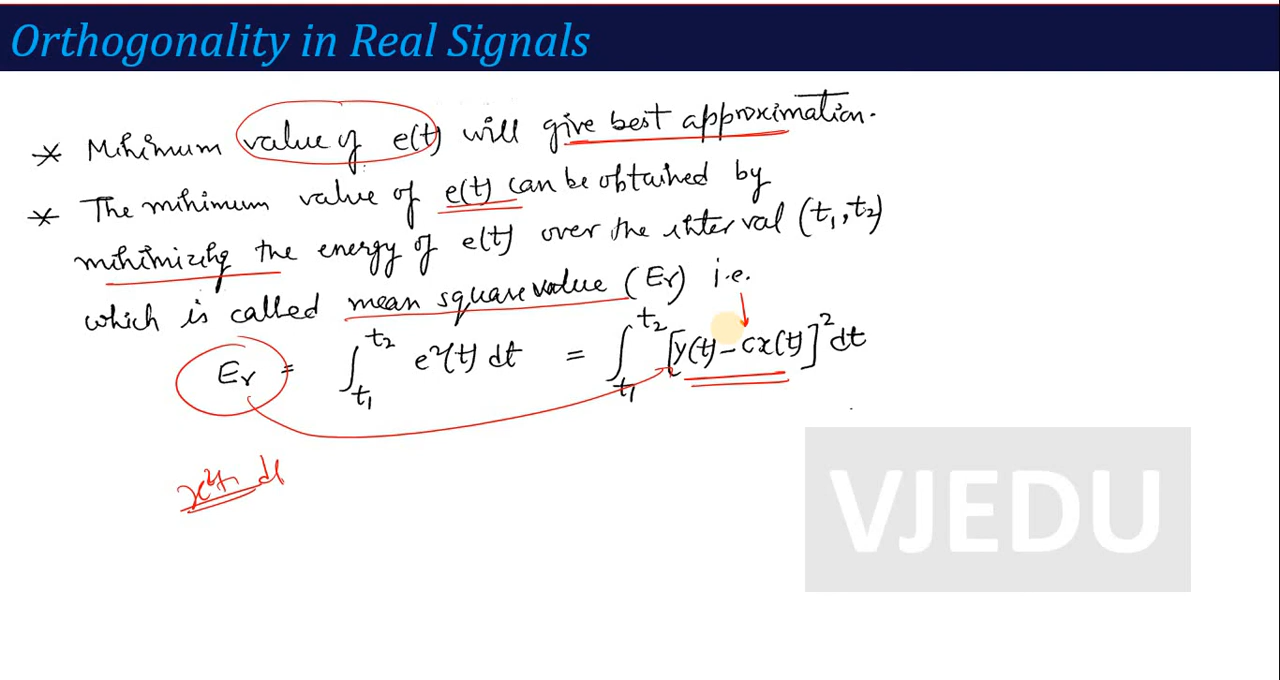 Orthogonality in Real Signals
* Minimum value of e(t) will give best approximation.
* The minimum value of e(t) can be obtained by
minimizing the energy of e(t) over the interval (t₁,t₂)
which is called mean square value (Er) i.e.
Er = ∫_{t₁}^{t₂} e²(t) dt = ∫_{t₁}^{t₂} [y(t) - cx(t)]² dt
VJEDU